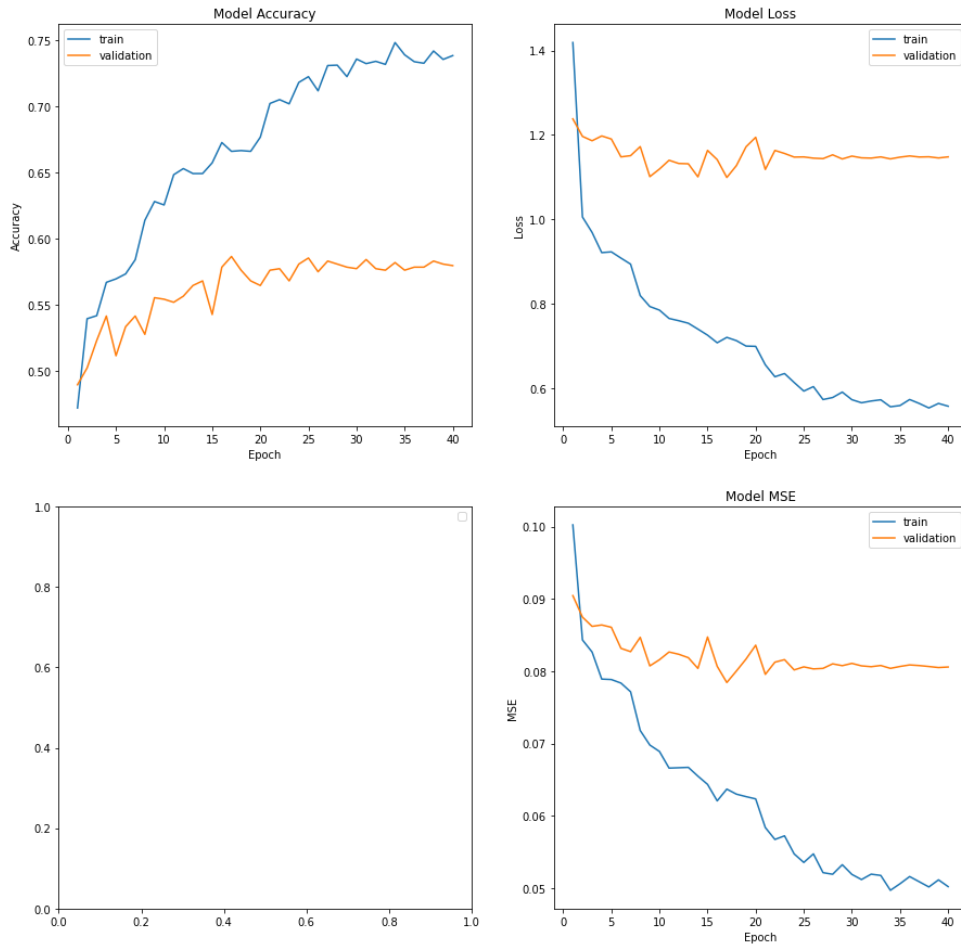 Model Accuracy
train
validation
0.75
0.70
0.65
0.60
0.55
0.50
Accuracy
0 5 10 15 20 25 30 35 40
Epoch
Model Loss
train
validation
1.4
1.2
1.0
0.8
0.6
Loss
0 5 10 15 20 25 30 35 40
Epoch
1.0
0.8
0.6
0.4
0.2
0.0
0.0 0.2 0.4 0.6 0.8 1.0
Model MSE
train
validation
0.10
0.09
0.08
0.07
0.06
0.05
MSE
0 5 10 15 20 25 30 35 40
Epoch